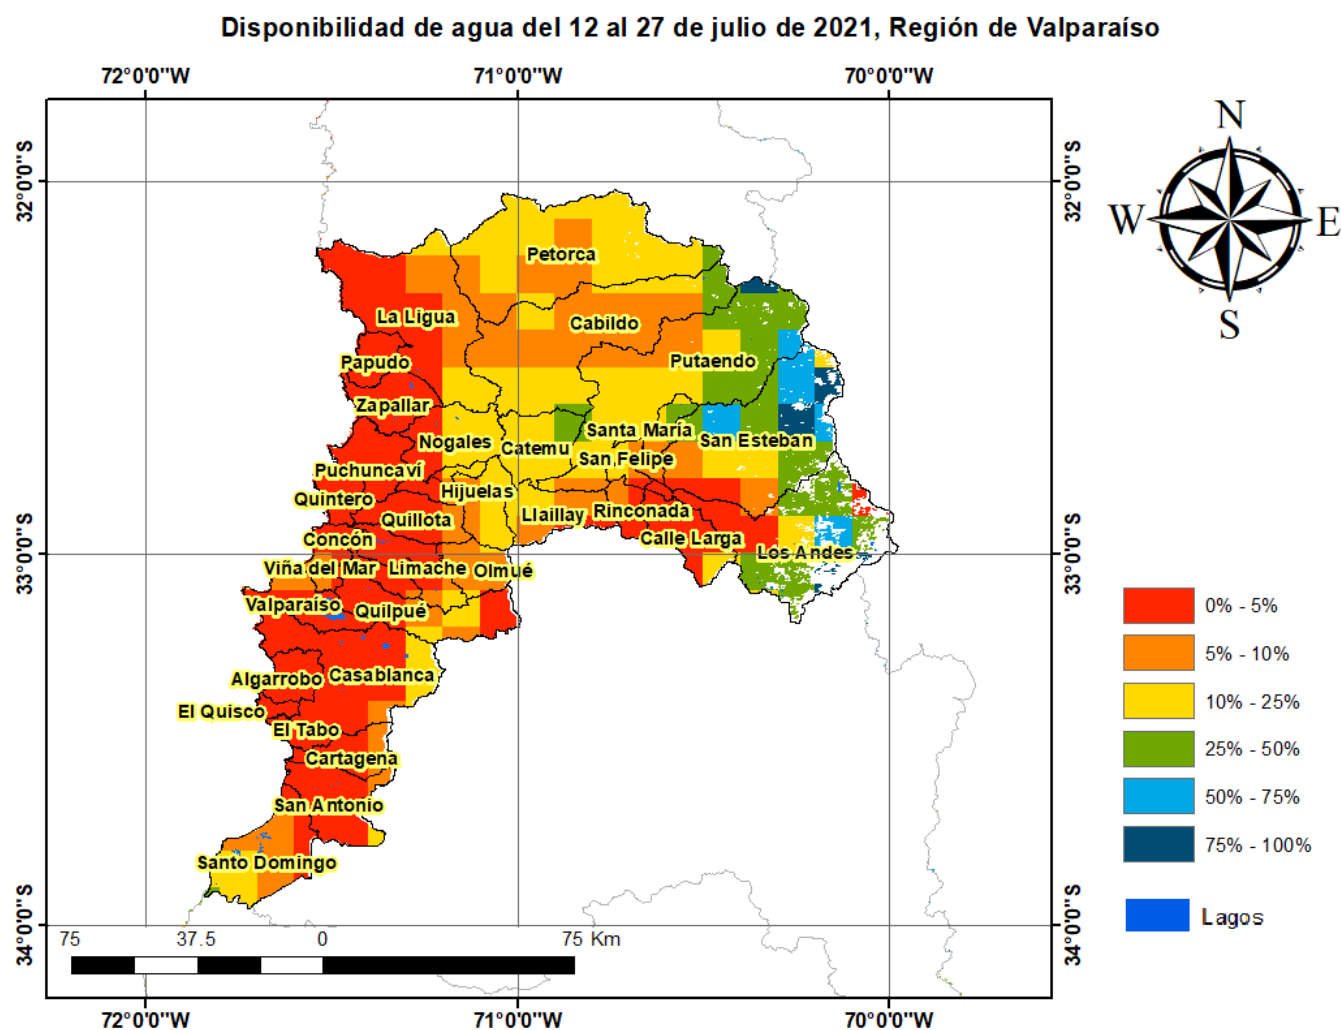 Disponibilidad de agua del 12 al 27 de julio de 2021, Región de Valparaíso
72°0'0"W 71°0'0"W 70°0'0"W
32°0'0"S
32°0'0"S
N
W
E
S
Petorca
La Ligua
Cabildo
Papudo
Putaendo
Zapallar
Santa María
Nogales
Catemu
San Esteban
San Felipe
Puchuncaví
Quintero
Hijuelas
Llaillay
Rinconada
Quillota
Concón
Calle Larga
33°0'0"S
33°0'0"S
Los Andes
Viña del Mar
Limache
Olmué
Valparaíso
Quilpué
Algarrobo
Casablanca
El Quisco
El Tabo
Cartagena
San Antonio
Santo Domingo
0% - 5%
5% - 10%
10% - 25%
25% - 50%
50% - 75%
75% - 100%
Lagos
34°0'0"S
34°0'0"S
75 37.5 0 75 Km
72°0'0"W 71°0'0"W 70°0'0"W